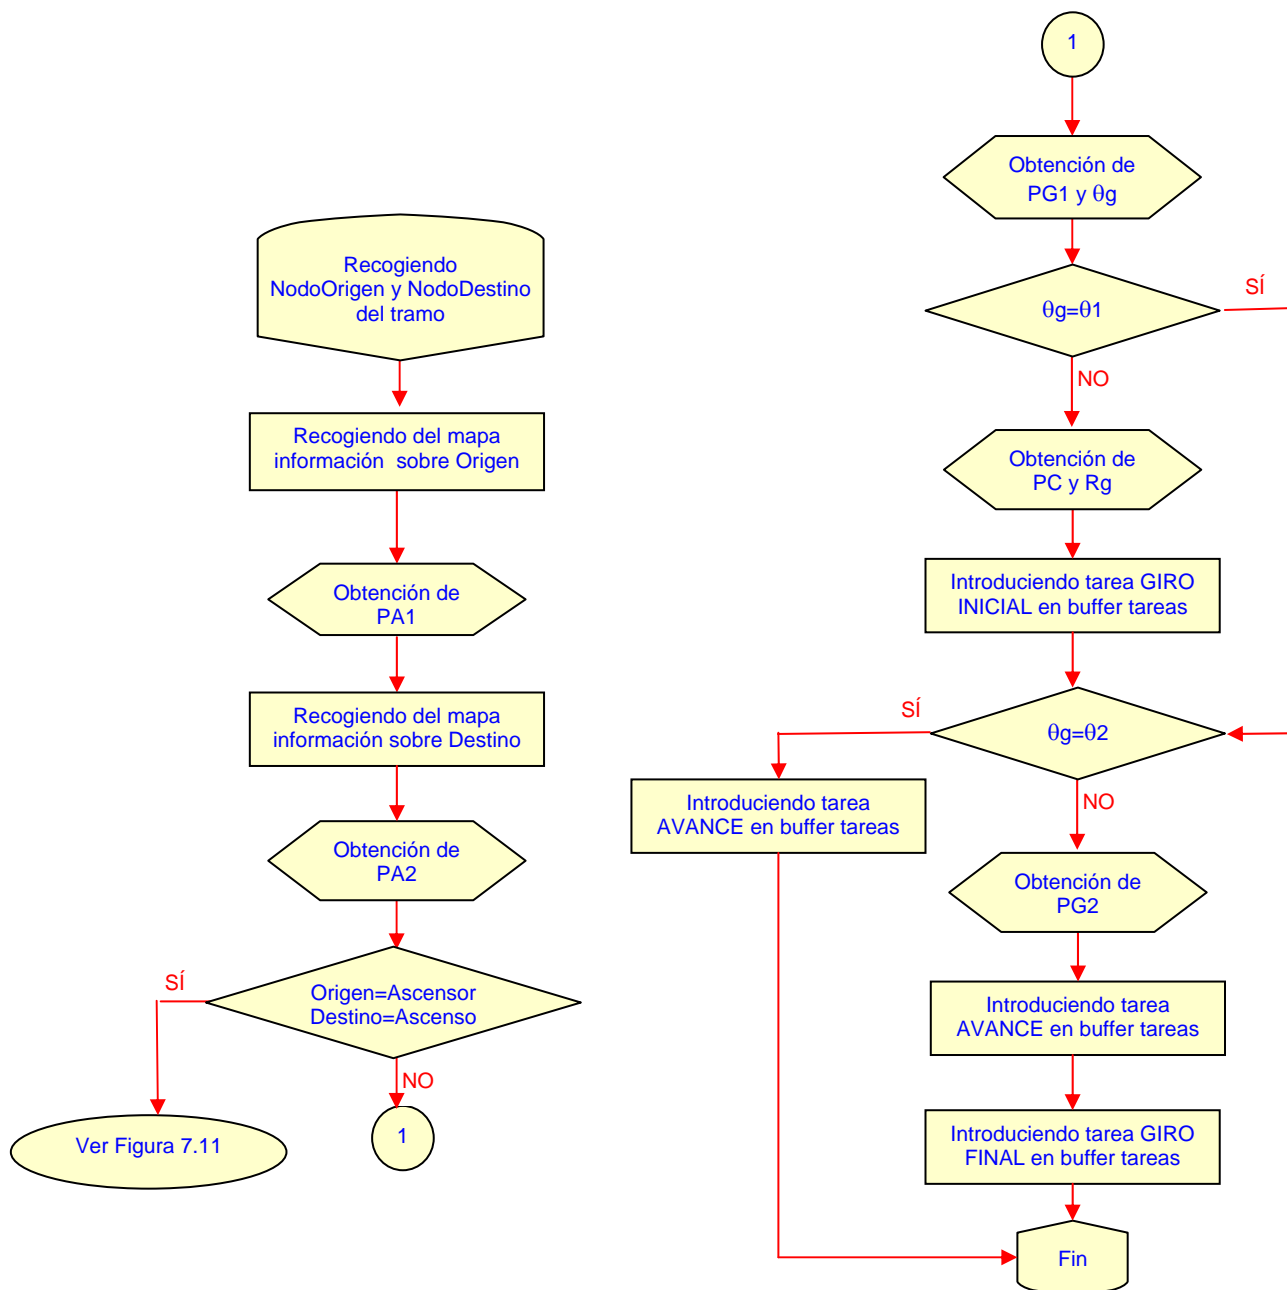 Recogiendo
NodoOrigen y NodoDestino
del tramo
Recogiendo del mapa
información sobre Origen
Obtención de
PA1
Recogiendo del mapa
información sobre Destino
Obtención de
PA2
Origen=Ascensor
Destino=Ascenso
SÍ
NO
Ver Figura 7.11
1
1
Obtención de
PG1 y θg
θg=θ1
SÍ
NO
Obtención de
PC y Rg
Introduciendo tarea GIRO
INICIAL en buffer tareas
θg=θ2
SÍ
NO
Introduciendo tarea
AVANCE en buffer tareas
Obtención de
PG2
Introduciendo tarea
AVANCE en buffer tareas
Introduciendo tarea GIRO
FINAL en buffer tareas
Fin